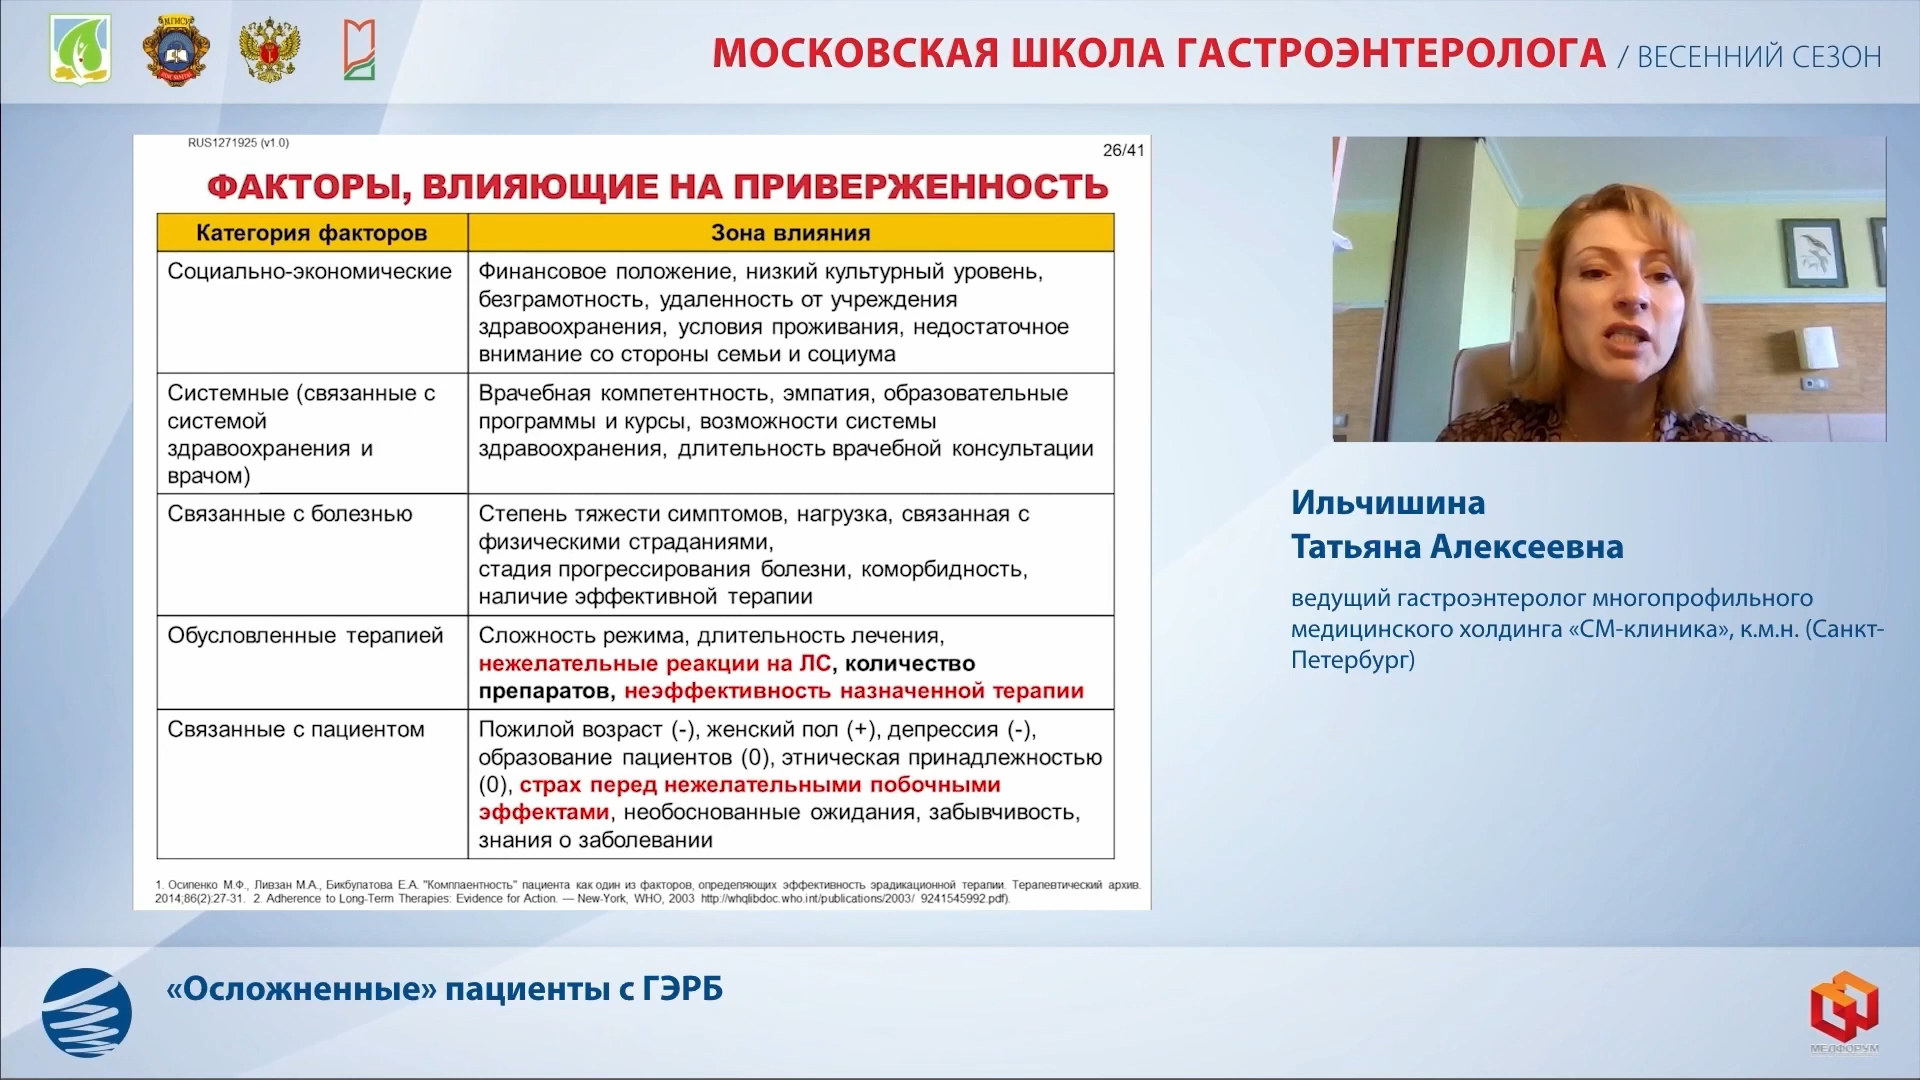 МОСКОВСКАЯ ШКОЛА ГАСТРОЭНТЕРОЛОГА / ВЕСЕННИЙ СЕЗОН
RUS1271925 (v1.0)
26/41
ФАКТОРЫ, ВЛИЯЮЩИЕ НА ПРИВЕРЖЕННОСТЬ
Категория факторов
Зона влияния
Социально-экономические
Финансовое положение, низкий культурный уровень,
безграмотность, удаленность от учреждения
здравоохранения, условия проживания, недостаточное
внимание со стороны семьи и социума
Системные (связанные с
системой
здравоохранения и
врачом)
Врачебная компетентность, эмпатия, образовательные
программы и курсы, возможности системы
здравоохранения, длительность врачебной консультации
Связанные с болезнью
Степень тяжести симптомов, нагрузка, связанная с
физическими страданиями,
стадия прогрессирования болезни, коморбидность,
наличие эффективной терапии
Обусловленные терапией
Сложность режима, длительность лечения,
нежелательные реакции на ЛС, количество
препаратов, неэффективность назначенной терапии
Связанные с пациентом
Пожилой возраст (-), женский пол (+), депрессия (-),
образование пациентов (0), этническая принадлежностью
(0), страх перед нежелательными побочными
эффектами, необоснованные ожидания, забывчивость,
знания о заболевании
1. Осипенко М.Ф., Ливзан М.А., Бикбулатова Е.А. "Комплаентность" пациента как один из факторов, определяющих эффективность эрадикационной терапии. Терапевтический архив.
2014;86(2):27-31. 2. Adherence to Long-Term Therapies: Evidence for Action. — New-York, WHO, 2003 http://whqlibdoc.who.int/publications/2003/ 9241545992.pdf).
Ильчишина
Татьяна Алексеевна
ведущий гастроэнтеролог многопрофильного
медицинского холдинга «СМ-клиника», к.м.н. (Санкт-
Петербург)
«Осложненные» пациенты с ГЭРБ
МЕДФОРУМ